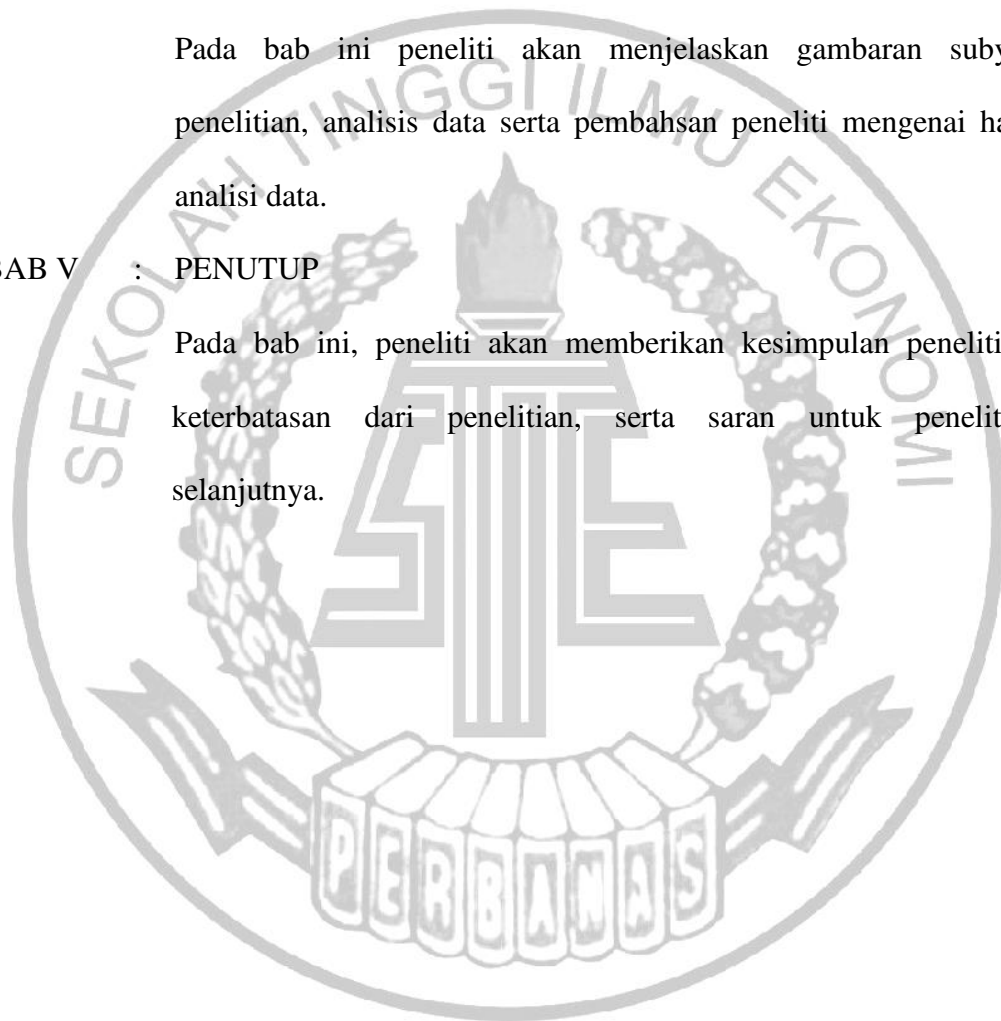 Pada bab ini peneliti akan menjelaskan gambaran suby
penelitian, analisis data serta pembahsan peneliti mengenai ha
analisi data.
BAB V : PENUTUP
Pada bab ini, peneliti akan memberikan kesimpulan peneliti
keterbatasan dari penelitian, serta saran untuk penelit
selanjutnya.
SEKOLAH TINGGI ILMU EKONOMI
STIE
PERBANAS